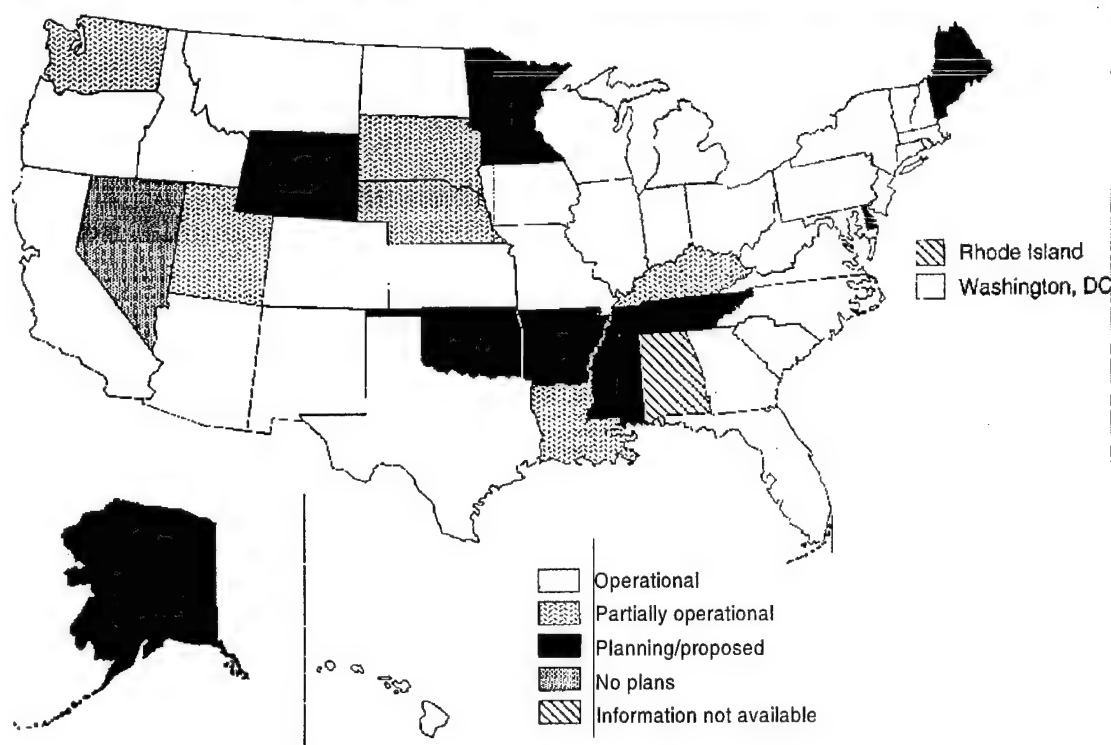 Rhode Island
Washington, DC
Operational
Partially operational
Planning/proposed
No plans
Information not available